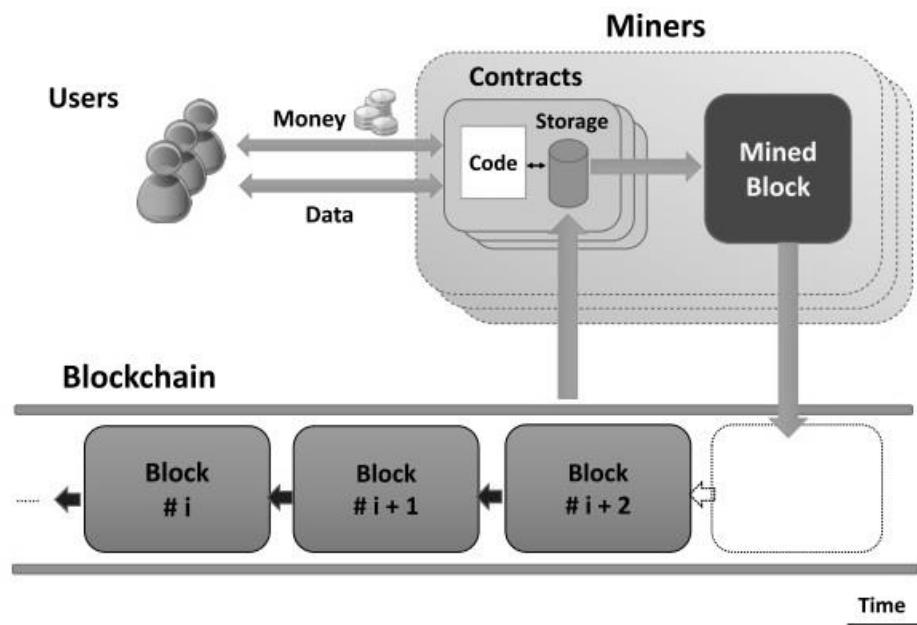 Miners
Contracts
Users
Money
Storage
Code
Mined
Block
Data
Blockchain
Block
# i
Block
# i + 1
Block
# i + 2
......
Time